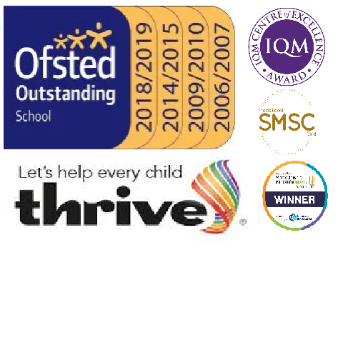 Ofsted
Outstanding
School
2018/2019
2014/2015
2009/2010
2006/2007
IQM CENTRE of EXCELLENCE
IQM
AWARD
SMSC
Let's help every child
thrive
WINNER